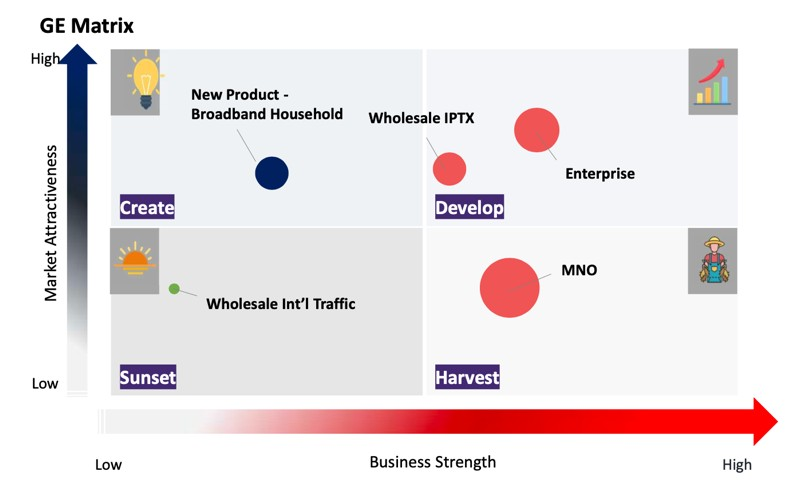 GE Matrix
High
New Product -
Broadband Household
Wholesale IPTX
Enterprise
Create
Develop
Market Attractiveness
MNO
Wholesale Int'l Traffic
Sunset
Harvest
Low
Low
Business Strength
High